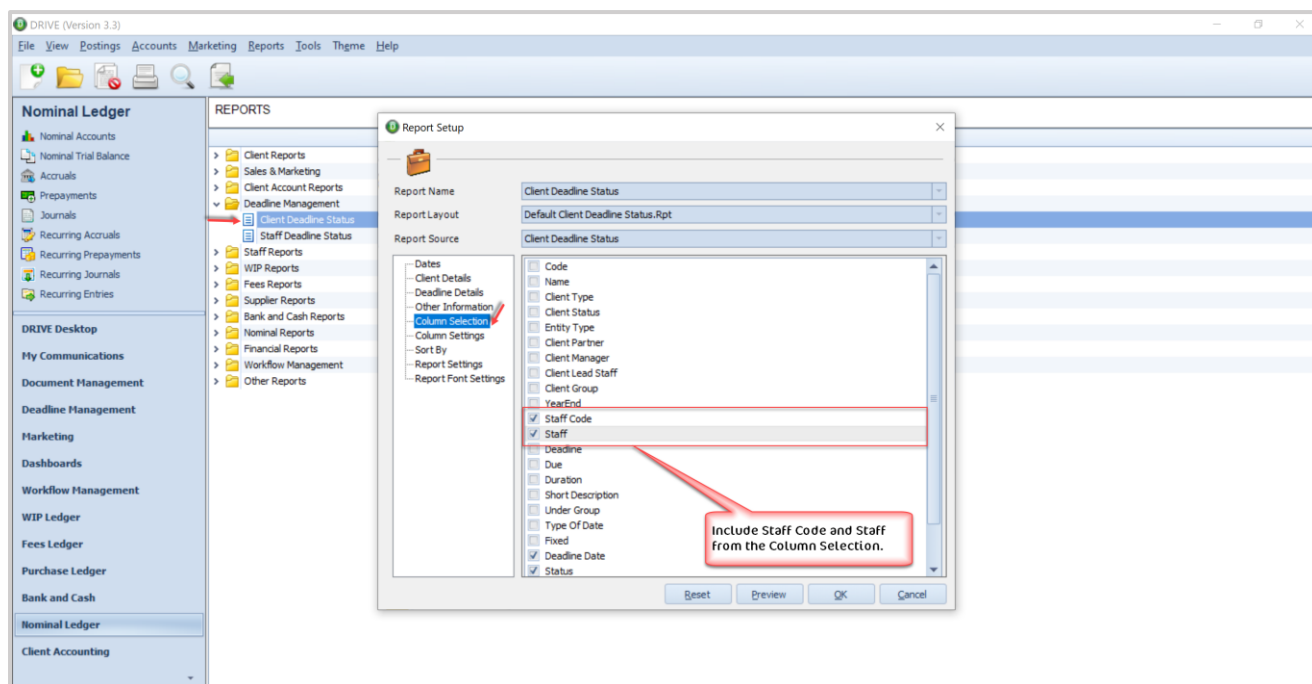 DRIVE (Version 3.3)
File View Postings Accounts Marketing Reports Tools Theme Help
Nominal Ledger
Nominal Accounts
Nominal Trial Balance
Accruals
Prepayments
Journals
Recurring Accruals
Recurring Prepayments
Recurring Journals
Recurring Entries
DRIVE Desktop
My Communications
Document Management
Deadline Management
Marketing
Dashboards
Workflow Management
WIP Ledger
Fees Ledger
Purchase Ledger
Bank and Cash
Nominal Ledger
Client Accounting
REPORTS
Client Reports
Sales & Marketing
Client Account Reports
Deadline Management
Client Deadline Status
Staff Deadline Status
Staff Reports
WIP Reports
Fees Reports
Supplier Reports
Bank and Cash Reports
Nominal Reports
Financial Reports
Workflow Management
Other Reports
Report Setup
Report Name Client Deadline Status
Report Layout Default Client Deadline Status.Rpt
Report Source Client Deadline Status
Dates
Client Details
Deadline Details
Other Information
Column Selection
Column Settings
Sort By
Report Settings
Report Font Settings
Code
Name
Client Type
Client Status
Entity Type
Client Partner
Client Manager
Client Lead Staff
Client Group
YearEnd
Staff Code
Staff
Deadline
Due
Duration
Short Description
Under Group
Type Of Date
Fixed
Deadline Date
Status
Include Staff Code and Staff
from the Column Selection.
Reset Preview OK Cancel